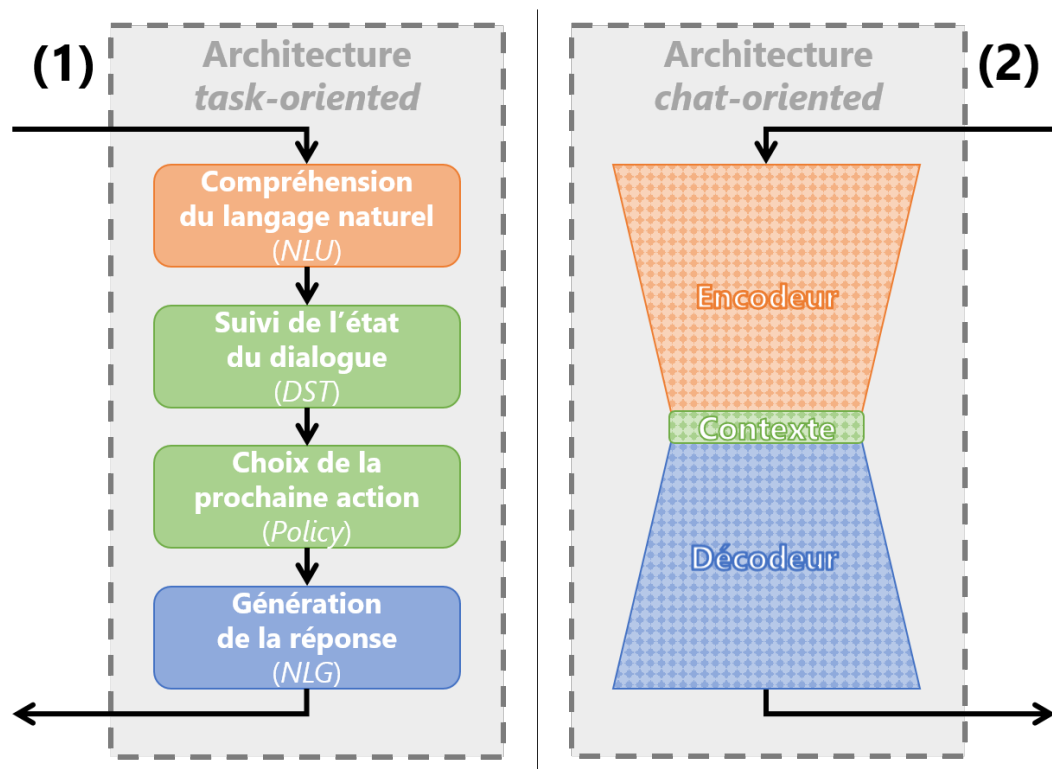 (1)
Architecture
task-oriented
Compréhension
du langage naturel
(NLU)
Suivi de l’état
du dialogue
(DST)
Choix de la
prochaine action
(Policy)
Génération
de la réponse
(NLG)
(2)
Architecture
chat-oriented
Encodeur
Contexte
Décodeur